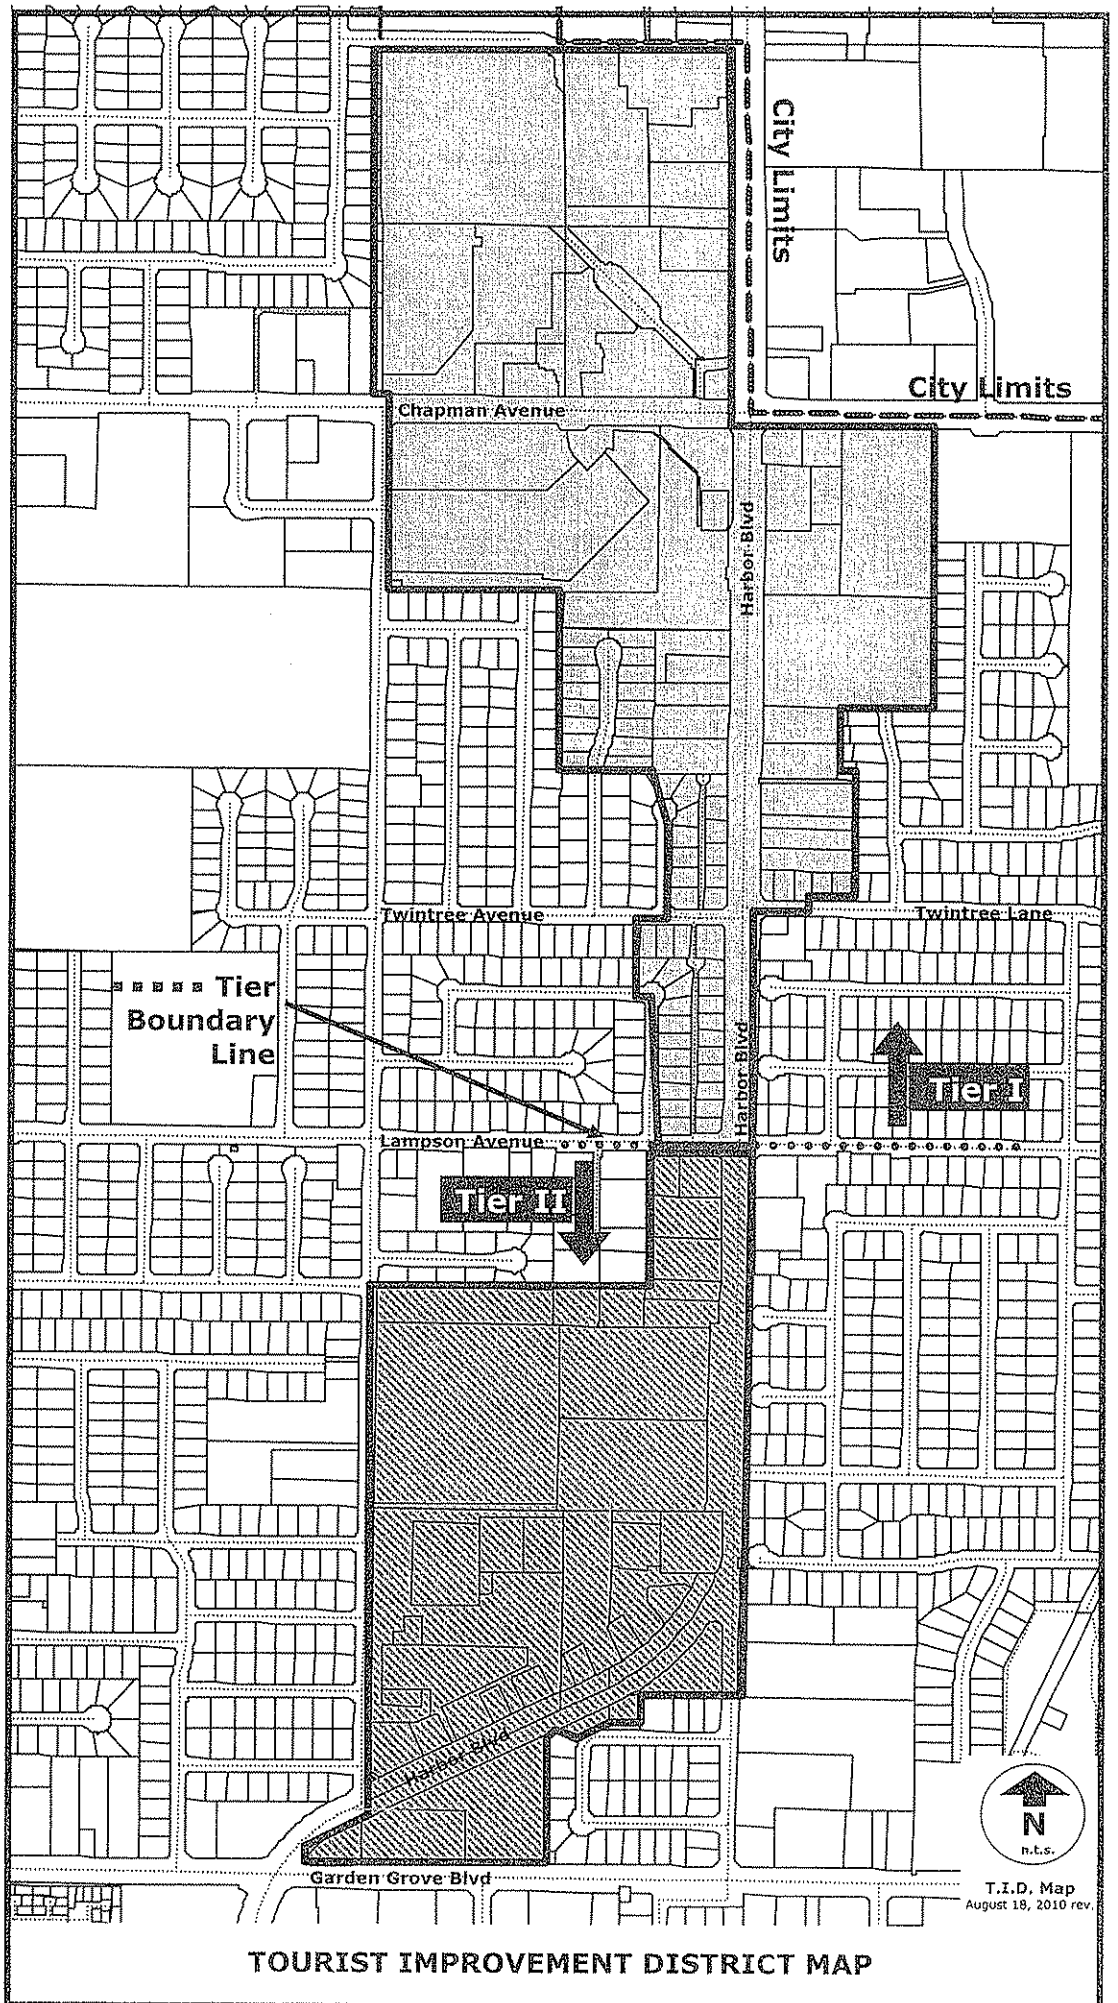 City Limits
City Limits
Chapman Avenue
Harbor Blvd
Twintree Avenue
Twintree Lane
Tier
Boundary
Line
Harbor Blvd
Tier I
Lampson Avenue
Tier II
Harbor Blvd
N
n.t.s.
Garden Grove Blvd
T.I.D. Map
August 18, 2010 rev.
TOURIST IMPROVEMENT DISTRICT MAP